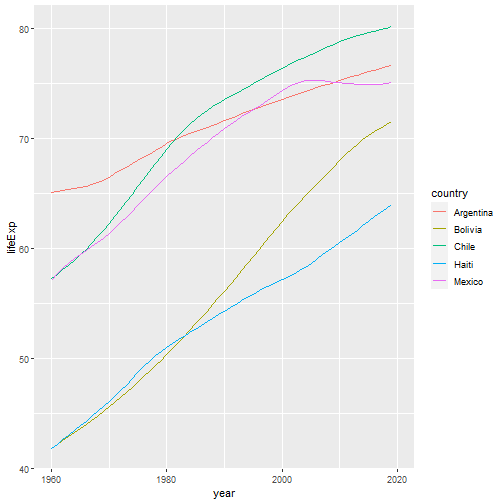 80
70
60
50
40
lifeExp
1960
1980
2000
2020
year
country
Argentina
Bolivia
Chile
Haiti
Mexico